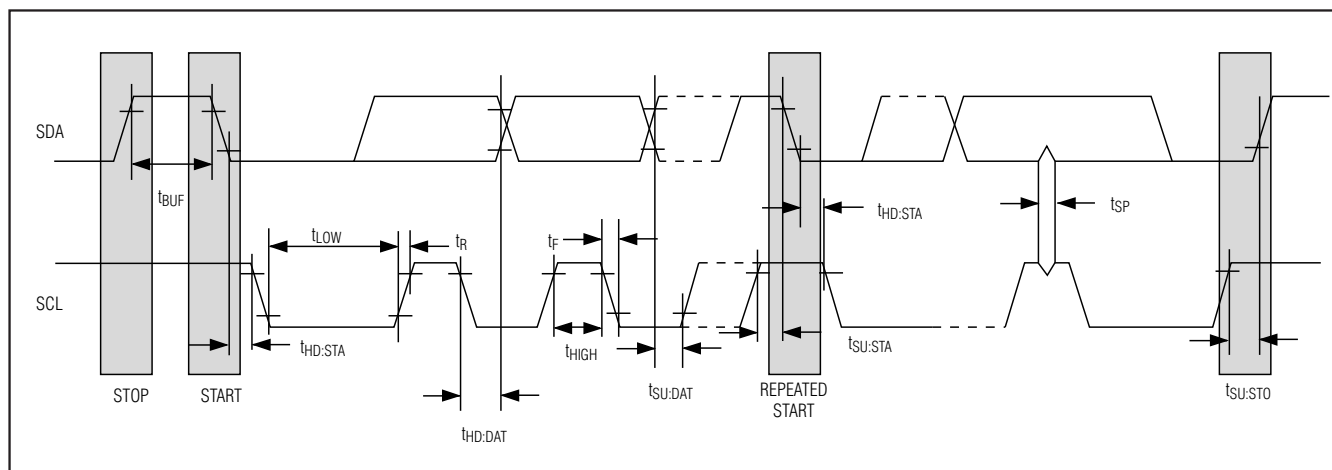 SDA
tBUF
tHD:STA
tSP
tLOW
tR
tF
SCL
tHD:STA
tHIGH
tSU:STA
tSU:DAT
tSU:STO
STOP
START
REPEATED
START
tHD:DAT